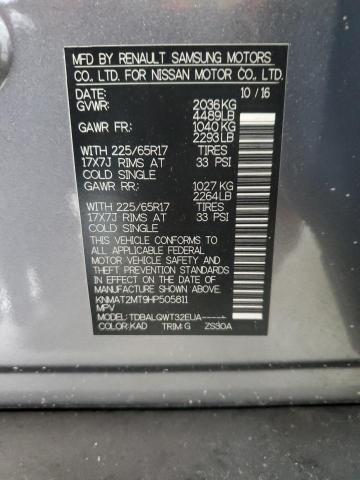 MFD BY RENAULT SAMSUNG MOTORS
CO., LTD. FOR NISSAN MOTOR CO., LTD.
DATE: 10 / 16
GVWR: 2036 KG
4489 LB
GAWR FR: 1040 KG
2293 LB
WITH 225/65R17 TIRES
17X7J RIMS AT 33 PSI
COLD SINGLE
GAWR RR: 1027 KG
2264 LB
WITH 225/65R17 TIRES
17X7J RIMS AT 33 PSI
COLD SINGLE
THIS VEHICLE CONFORMS TO ALL
APPLICABLE FEDERAL
MOTOR VEHICLE SAFETY AND THEFT
PREVENTION STANDARDS
IN EFFECT ON THE DATE OF
MANUFACTURE SHOWN ABOVE.
KNMAT2MT9HP505811
MPV
MODEL: TDBALQWT32EUA-----
COLOR: KAD TRIM: G ZS30A